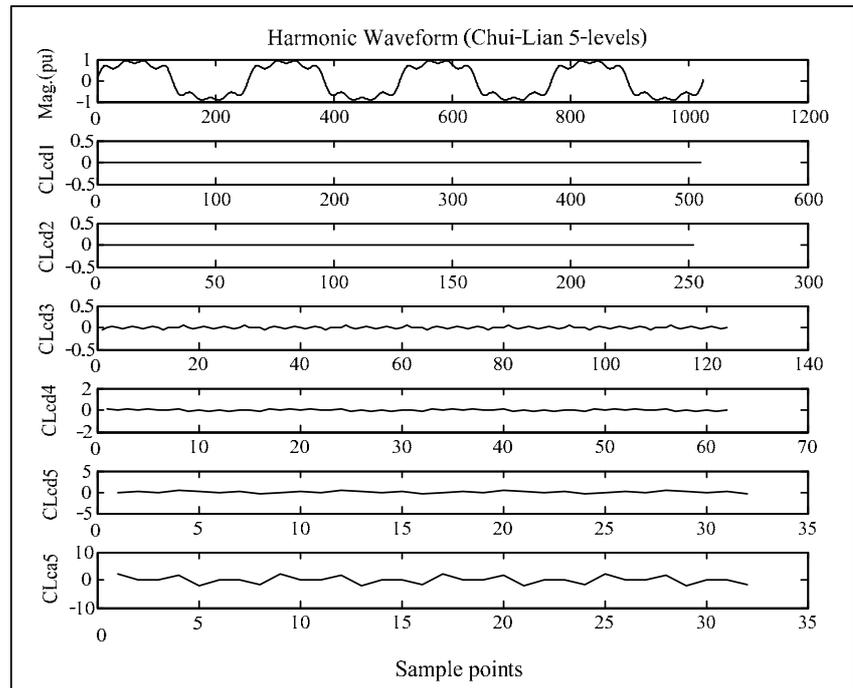 Harmonic Waveform (Chui-Lian 5-levels)
Mag.(pu)
1
0
-1
0 200 400 600 800 1000 1200
CLcd1
0.5
0
-0.5
0 100 200 300 400 500 600
CLcd2
0.5
0
-0.5
0 50 100 150 200 250 300
CLcd3
0.5
0
-0.5
0 20 40 60 80 100 120 140
CLcd4
2
0
-2
0 10 20 30 40 50 60 70
CLcd5
5
0
-5
0 5 10 15 20 25 30 35
CLca5
10
0
-10
0 5 10 15 20 25 30 35
Sample points